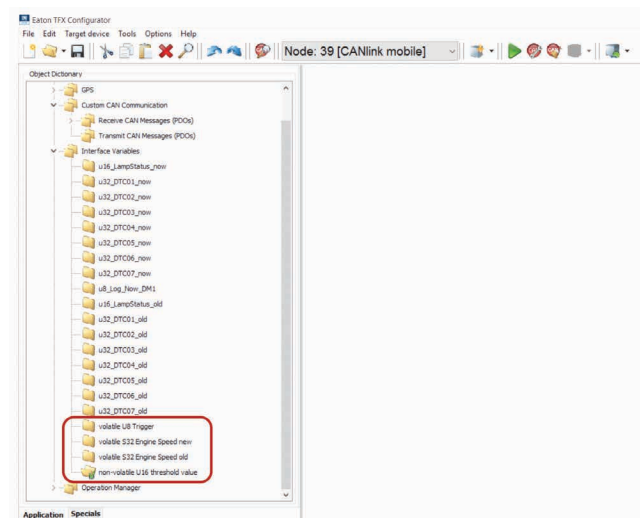 Eaton TFX Configurator
File Edit Target device Tools Options Help
Node: 39 [CANlink mobile]
Object Dictionary
GPS
Custom CAN Communication
Receive CAN Messages (PDOs)
Transmit CAN Messages (PDOs)
Interface Variables
u16_LampStatus_now
u32_DTC01_now
u32_DTC02_now
u32_DTC03_now
u32_DTC04_now
u32_DTC05_now
u32_DTC06_now
u32_DTC07_now
u8_Log_Now_DM1
u16_LampStatus_old
u32_DTC01_old
u32_DTC02_old
u32_DTC03_old
u32_DTC04_old
u32_DTC05_old
u32_DTC06_old
u32_DTC07_old
volatile U8 Trigger
volatile S32 Engine Speed new
volatile S32 Engine Speed old
non-volatile U16 threshold value
Operation Manager
Application Specials